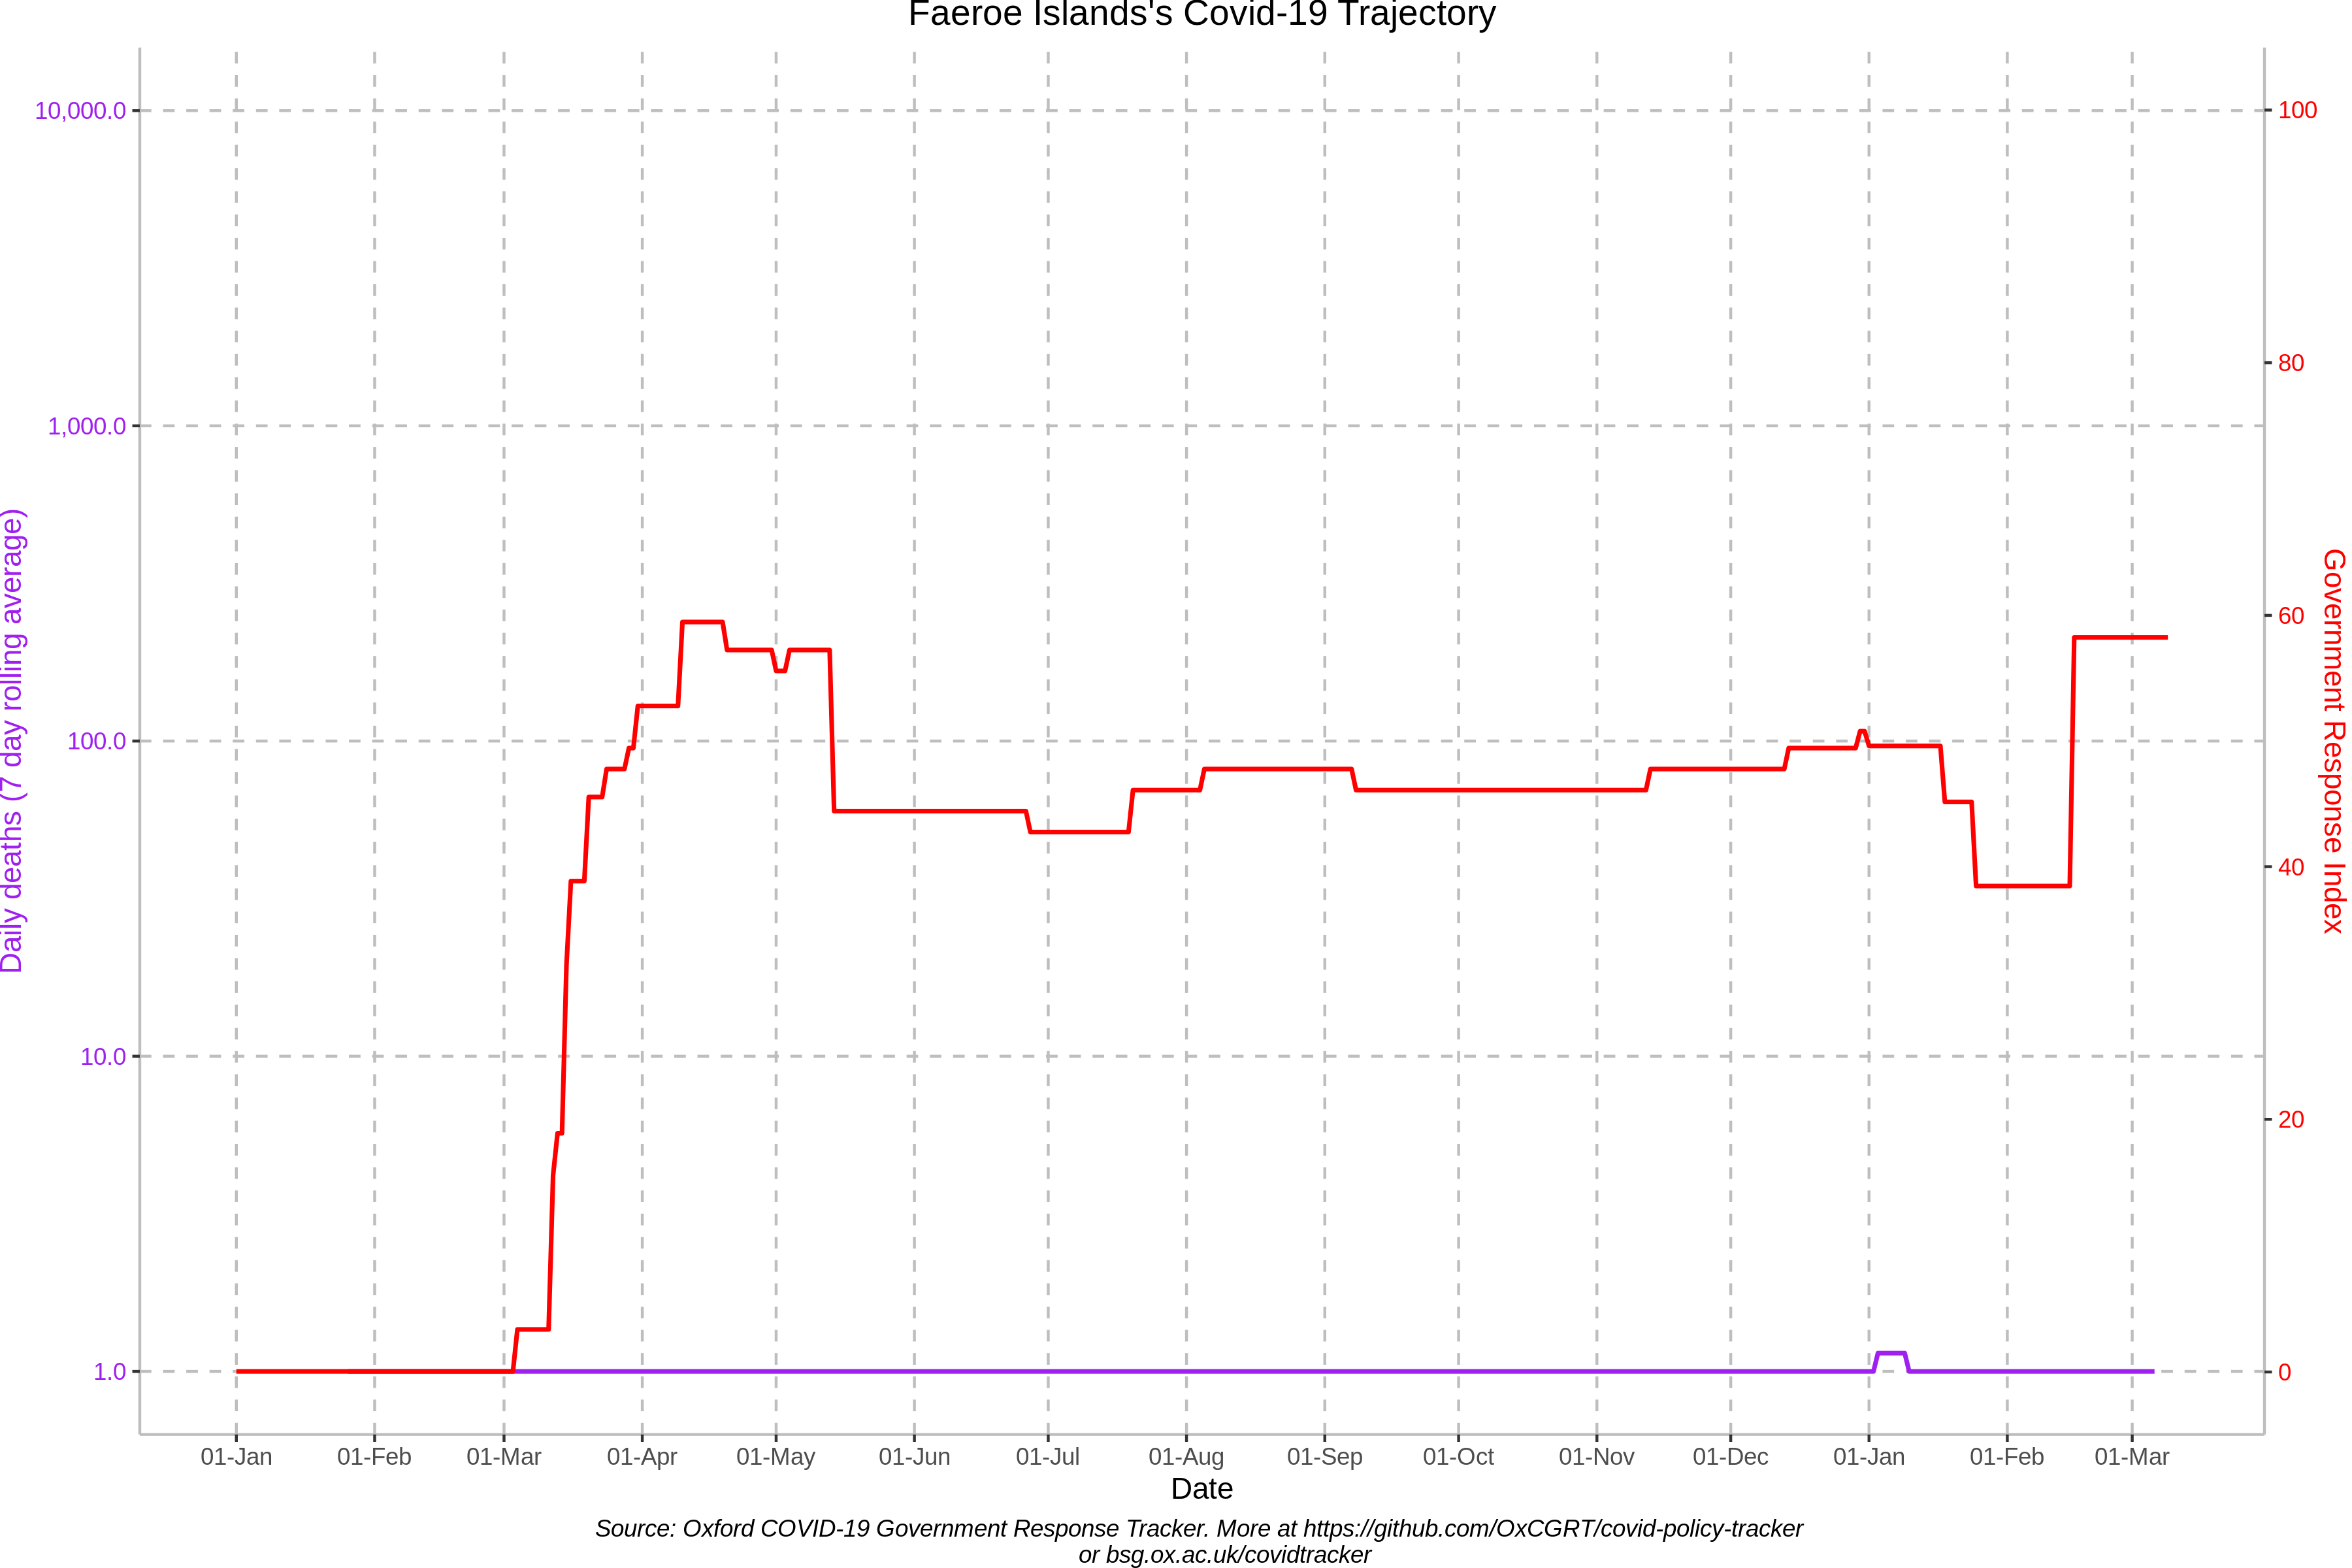 Faeroe Islands's Covid-19 Trajectory
10,000.0
1,000.0
100.0
10.0
1.0
Daily deaths (7 day rolling average)
100
80
60
40
20
0
Government Response Index
01-Jan 01-Feb 01-Mar 01-Apr 01-May 01-Jun 01-Jul 01-Aug 01-Sep 01-Oct 01-Nov 01-Dec 01-Jan 01-Feb 01-Mar
Date
Source: Oxford COVID-19 Government Response Tracker. More at https://github.com/OxCGRT/covid-policy-tracker
or bsg.ox.ac.uk/covidtracker